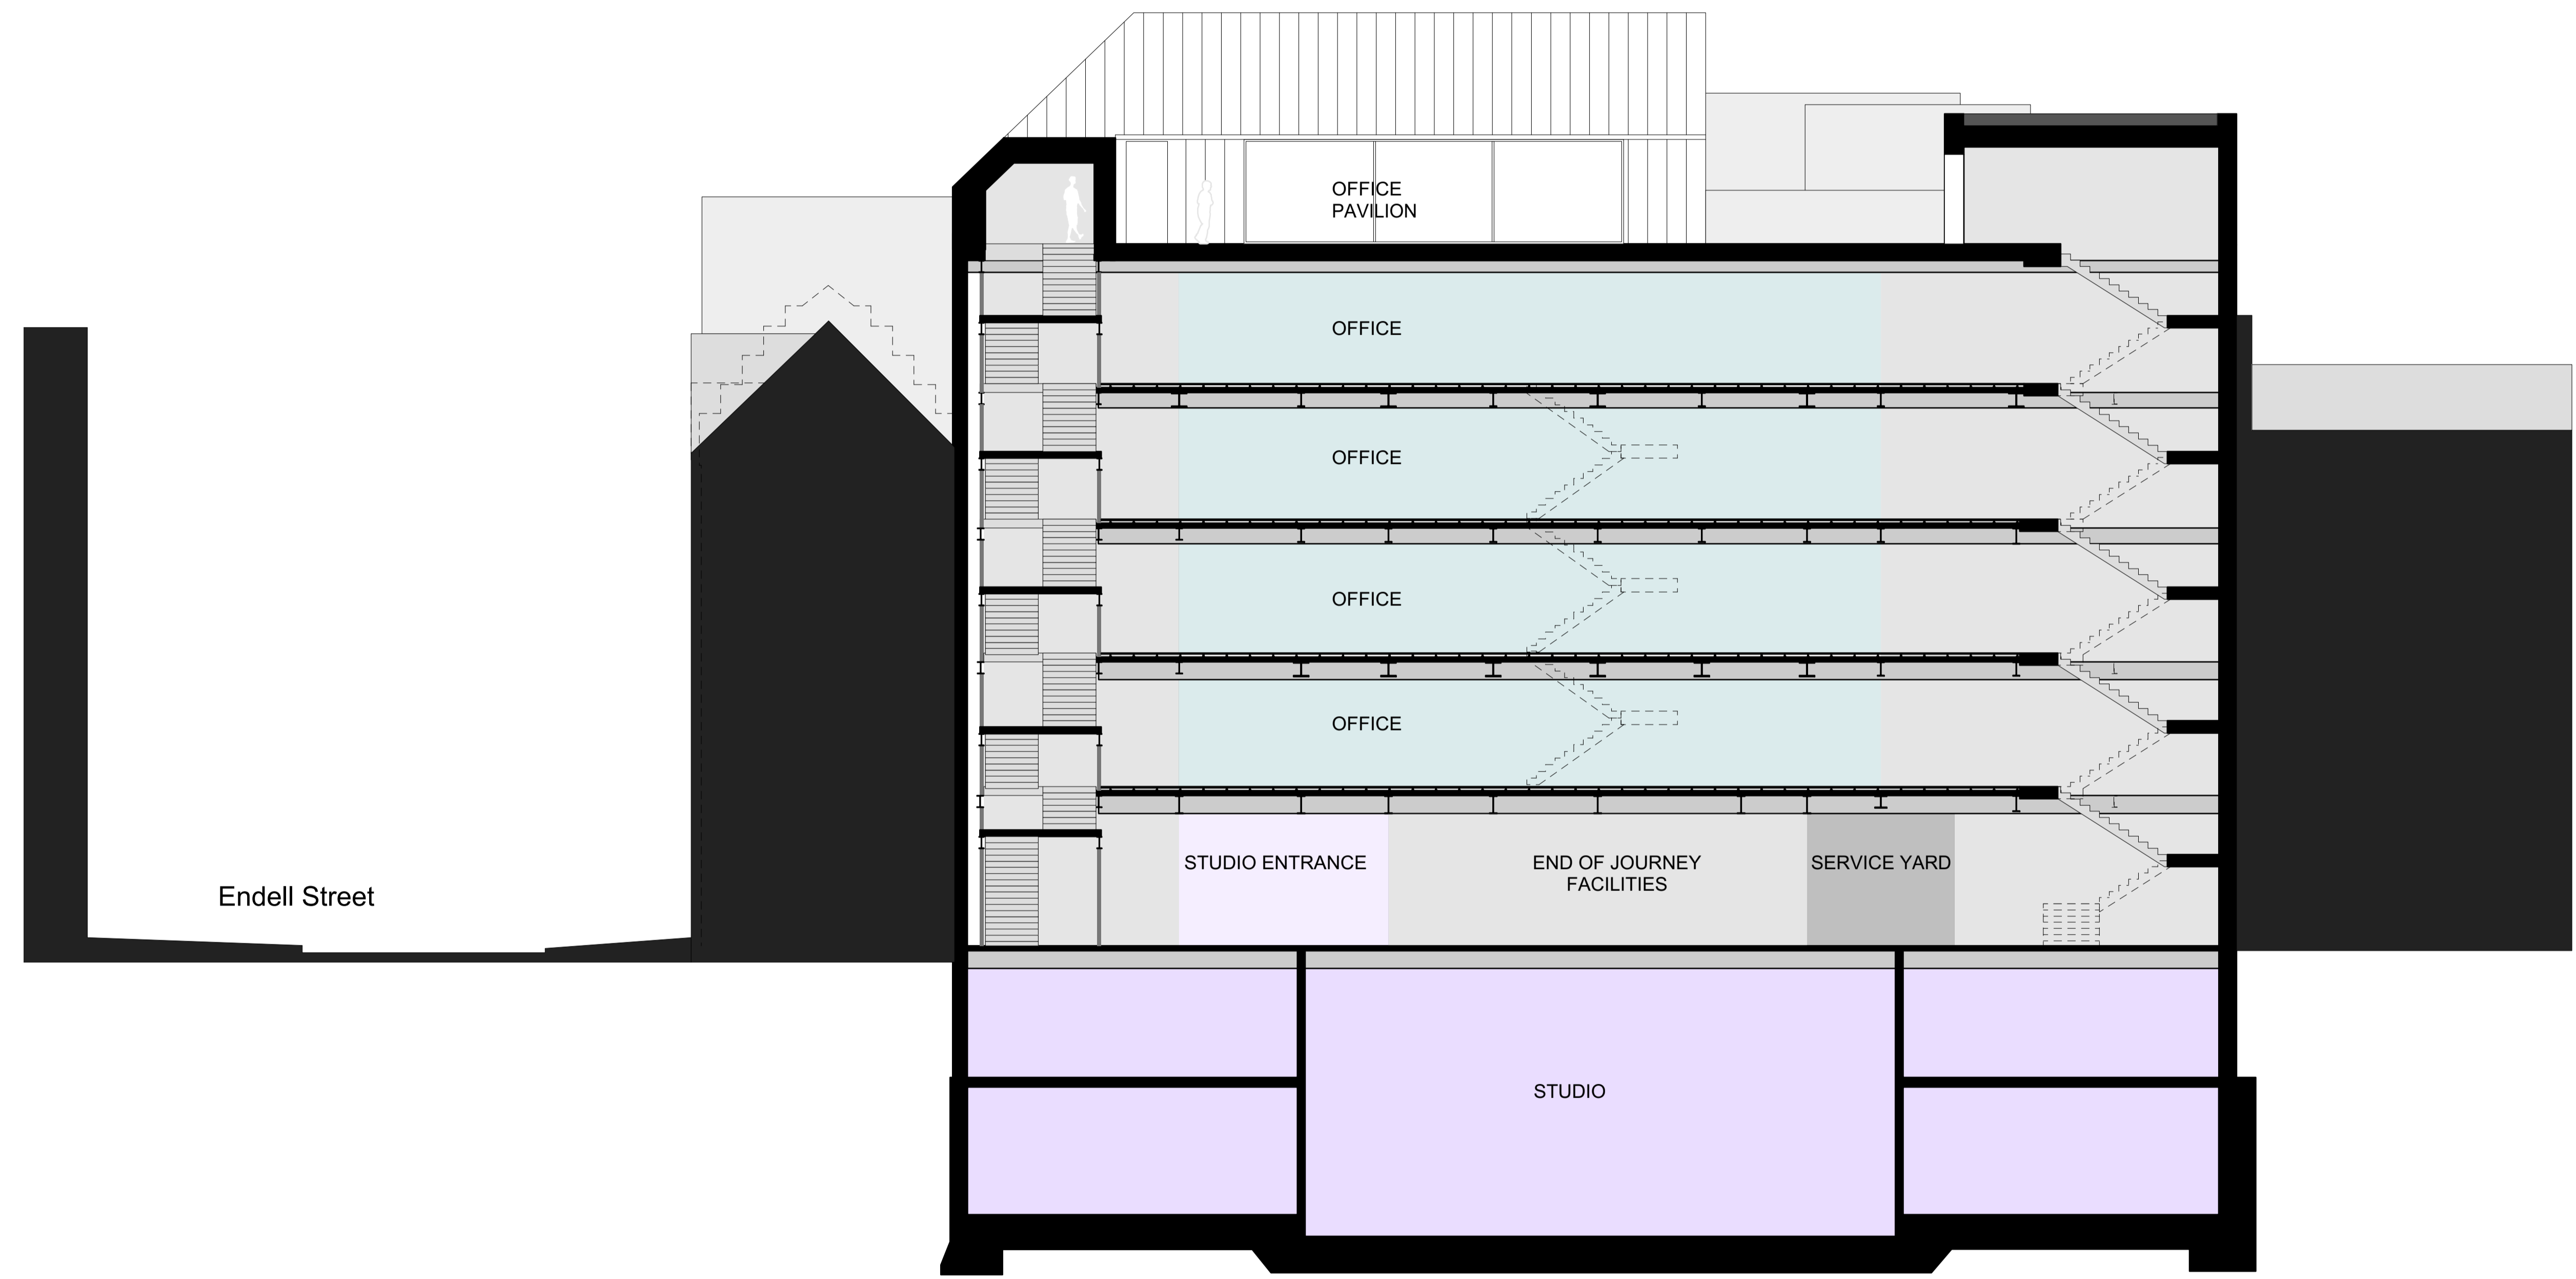 OFFICE
PAVILION
OFFICE
OFFICE
OFFICE
OFFICE
STUDIO ENTRANCE
END OF JOURNEY
FACILITIES
SERVICE YARD
Endell Street
STUDIO